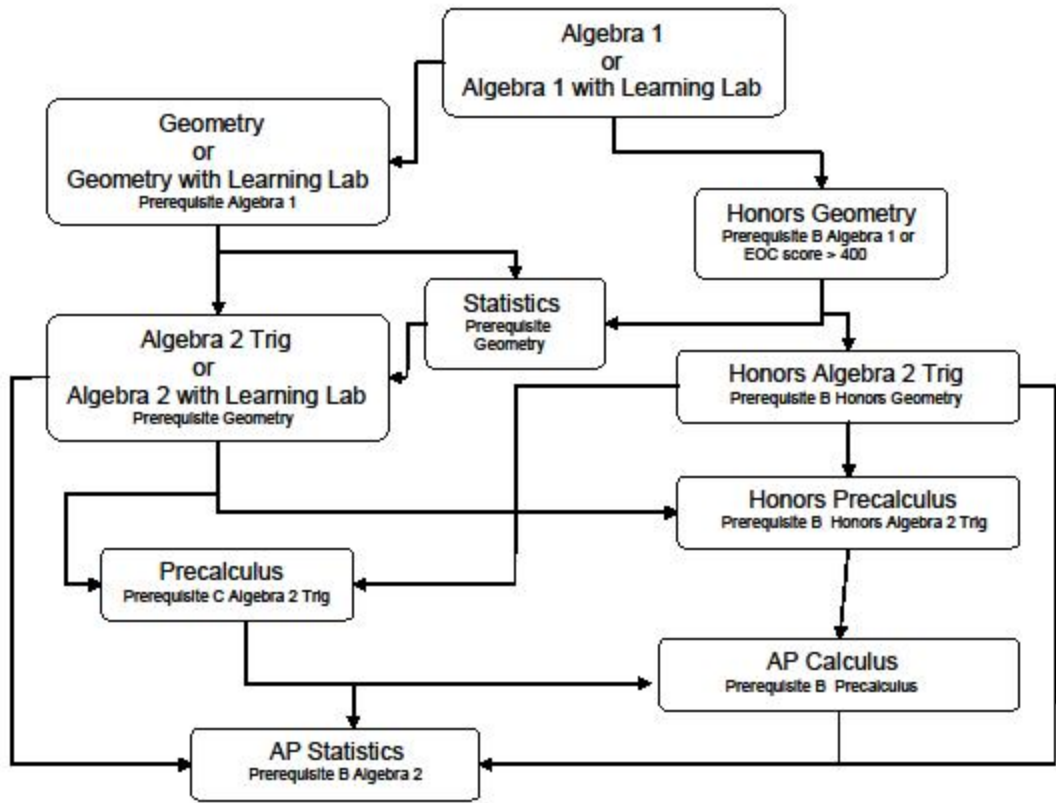 Algebra 1
or
Algebra 1 with Learning Lab
Geometry
or
Geometry with Learning Lab
Prerequisite Algebra 1
Honors Geometry
Prerequisite B Algebra 1 or
EOC score > 400
Statistics
Prerequisite
Geometry
Algebra 2 Trig
or
Algebra 2 with Learning Lab
Prerequisite Geometry
Honors Algebra 2 Trig
Prerequisite B Honors Geometry
Honors Precalculus
Prerequisite B Honors Algebra 2 Trig
Precalculus
Prerequisite C Algebra 2 Trig
AP Calculus
Prerequisite B Precalculus
AP Statistics
Prerequisite B Algebra 2